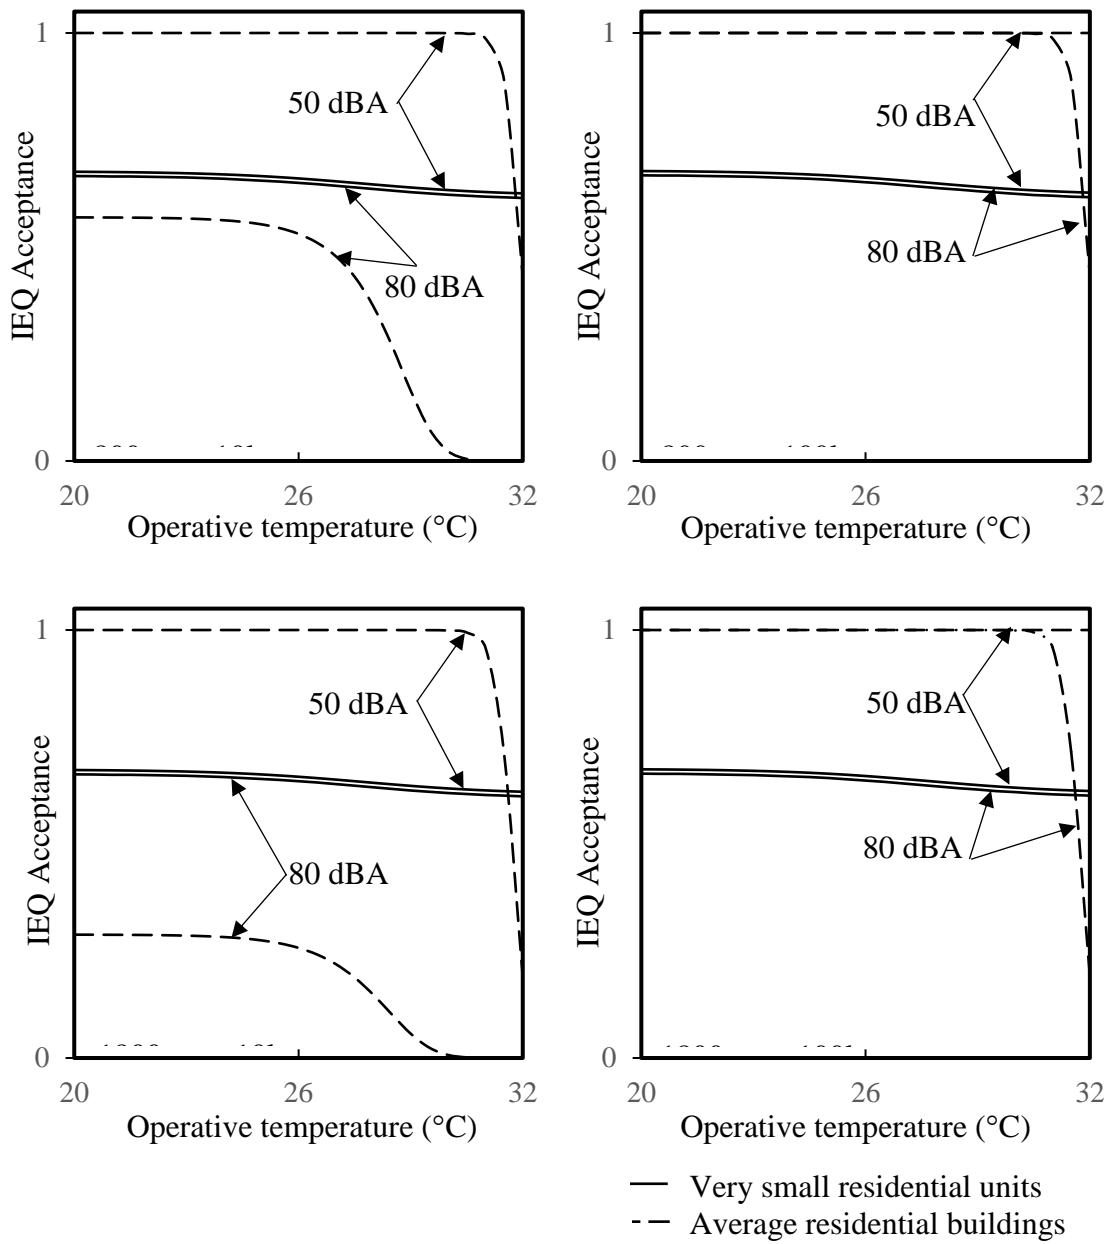 1
50 dBA
80 dBA
IEQ Acceptance
0
20 26 32
Operative temperature (°C)
1
50 dBA
80 dBA
IEQ Acceptance
0
20 26 32
Operative temperature (°C)
1
50 dBA
80 dBA
IEQ Acceptance
0
20 26 32
Operative temperature (°C)
1
50 dBA
80 dBA
IEQ Acceptance
0
20 26 32
Operative temperature (°C)
Very small residential units
Average residential buildings